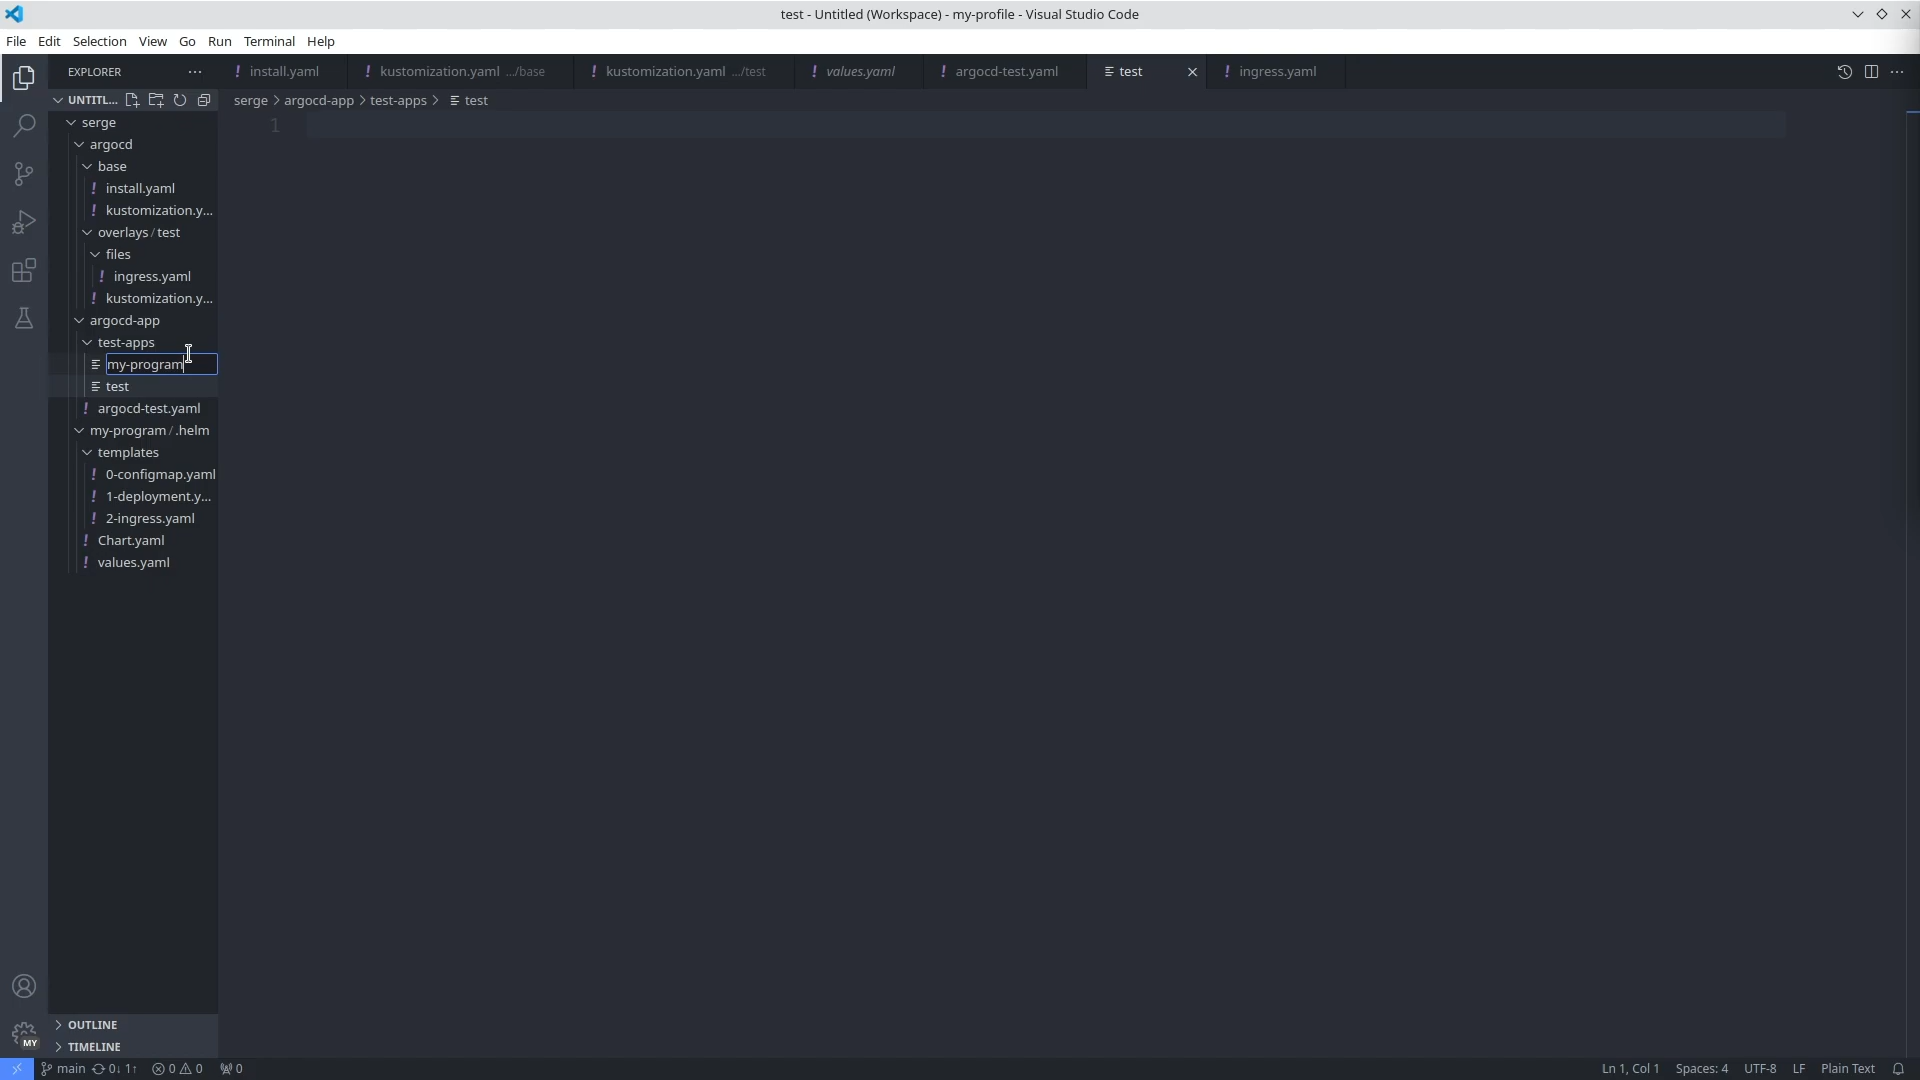 test - Untitled (Workspace) - my-profile - Visual Studio Code
File Edit Selection View Go Run Terminal Help
EXPLORER
install.yaml
kustomization.yaml .../base
kustomization.yaml .../test
values.yaml
argocd-test.yaml
test
ingress.yaml
UNTITL...
serge > argocd-app > test-apps > test
1
serge
argocd
base
install.yaml
kustomization.y...
overlays / test
files
ingress.yaml
kustomization.y...
argocd-app
test-apps
my-program
test
argocd-test.yaml
my-program / .helm
templates
0-configmap.yaml
1-deployment.y...
2-ingress.yaml
Chart.yaml
values.yaml
MY
OUTLINE
TIMELINE
main 0↓ 1↑ 0 0 0
Ln 1, Col 1 Spaces: 4 UTF-8 LF Plain Text